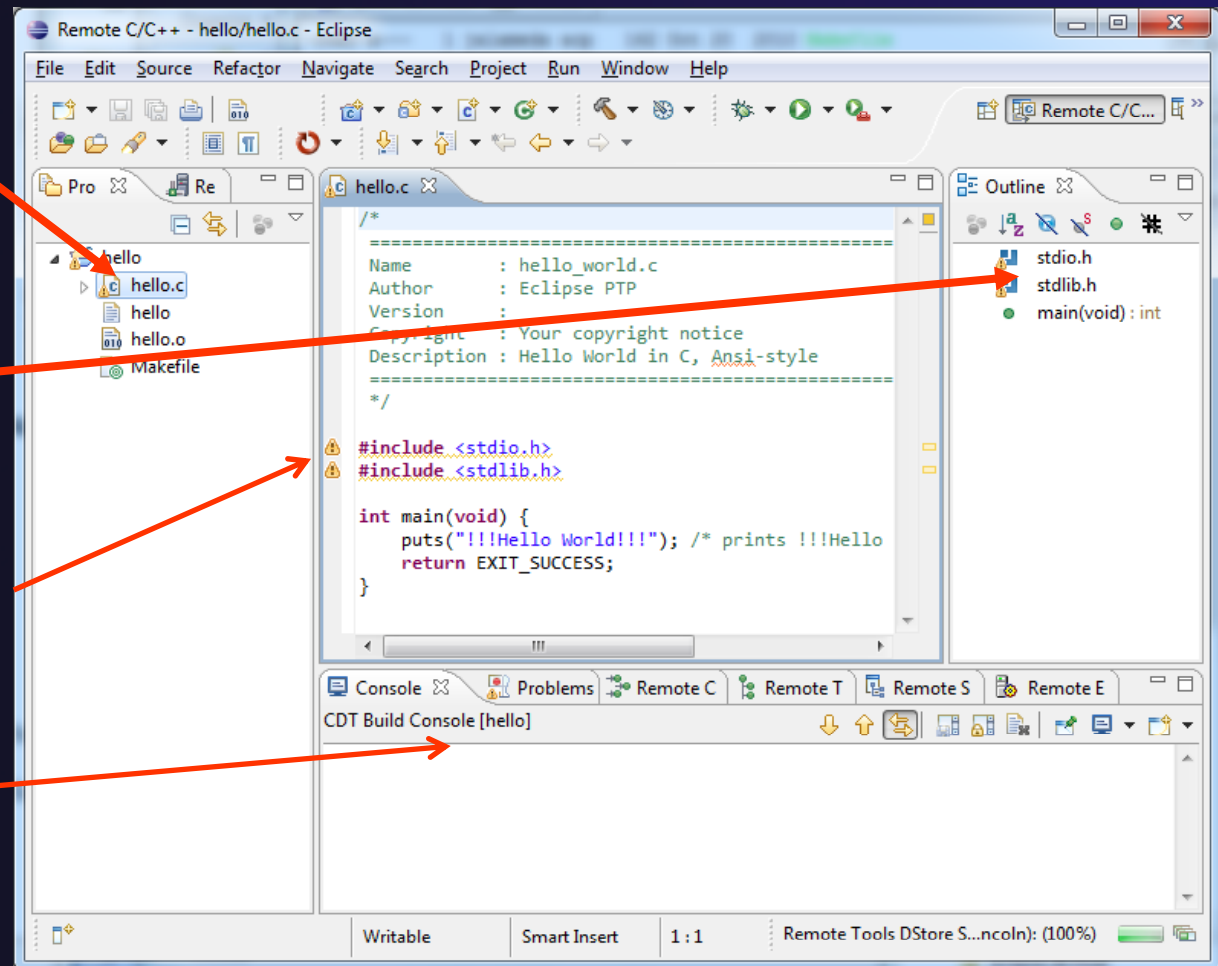 Remote C/C++ - hello/hello.c - Eclipse
File Edit Source Refactor Navigate Search Project Run Window Help
Remote C/C...
Pro
Re
hello
hello.c
hello
hello.o
Makefile
hello.c
/*
==================================================
Name : hello_world.c
Author : Eclipse PTP
Version :
Copyright : Your copyright notice
Description : Hello World in C, Ansi-style
==================================================
*/
#include <stdio.h>
#include <stdlib.h>
int main(void) {
puts("!!!Hello World!!!"); /* prints !!!Hello
return EXIT_SUCCESS;
}
Outline
stdio.h
stdlib.h
main(void) : int
Console Problems Remote C Remote T Remote S Remote E
CDT Build Console [hello]
Writable Smart Insert 1 : 1 Remote Tools DStore S...ncoln): (100%)